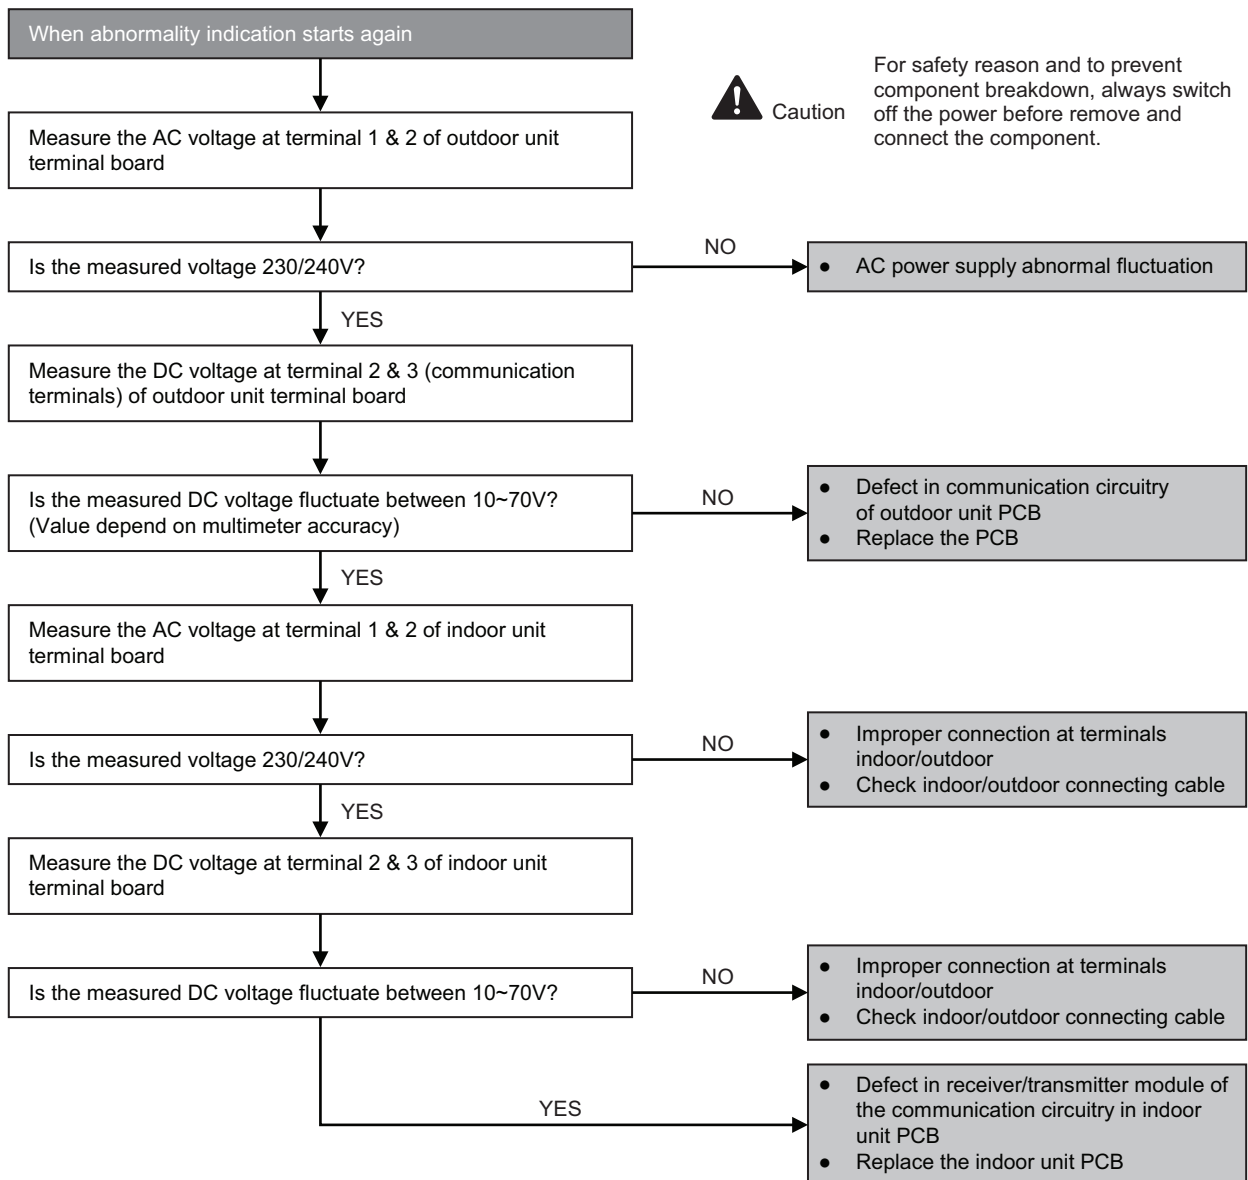 When abnormality indication starts again
For safety reason and to prevent
component breakdown, always switch
off the power before remove and
connect the component.
Caution
Measure the AC voltage at terminal 1 & 2 of outdoor unit
terminal board
NO
Is the measured voltage 230/240V?
● AC power supply abnormal fluctuation
YES
Measure the DC voltage at terminal 2 & 3 (communication
terminals) of outdoor unit terminal board
Is the measured DC voltage fluctuate between 10~70V?
(Value depend on multimeter accuracy)
NO
● Defect in communication circuitry
of outdoor unit PCB
● Replace the PCB
YES
Measure the AC voltage at terminal 1 & 2 of indoor unit
terminal board
Is the measured voltage 230/240V?
NO
● Improper connection at terminals
indoor/outdoor
● Check indoor/outdoor connecting cable
YES
Measure the DC voltage at terminal 2 & 3 of indoor unit
terminal board
Is the measured DC voltage fluctuate between 10~70V?
NO
● Improper connection at terminals
indoor/outdoor
● Check indoor/outdoor connecting cable
YES
● Defect in receiver/transmitter module of
the communication circuitry in indoor
unit PCB
● Replace the indoor unit PCB